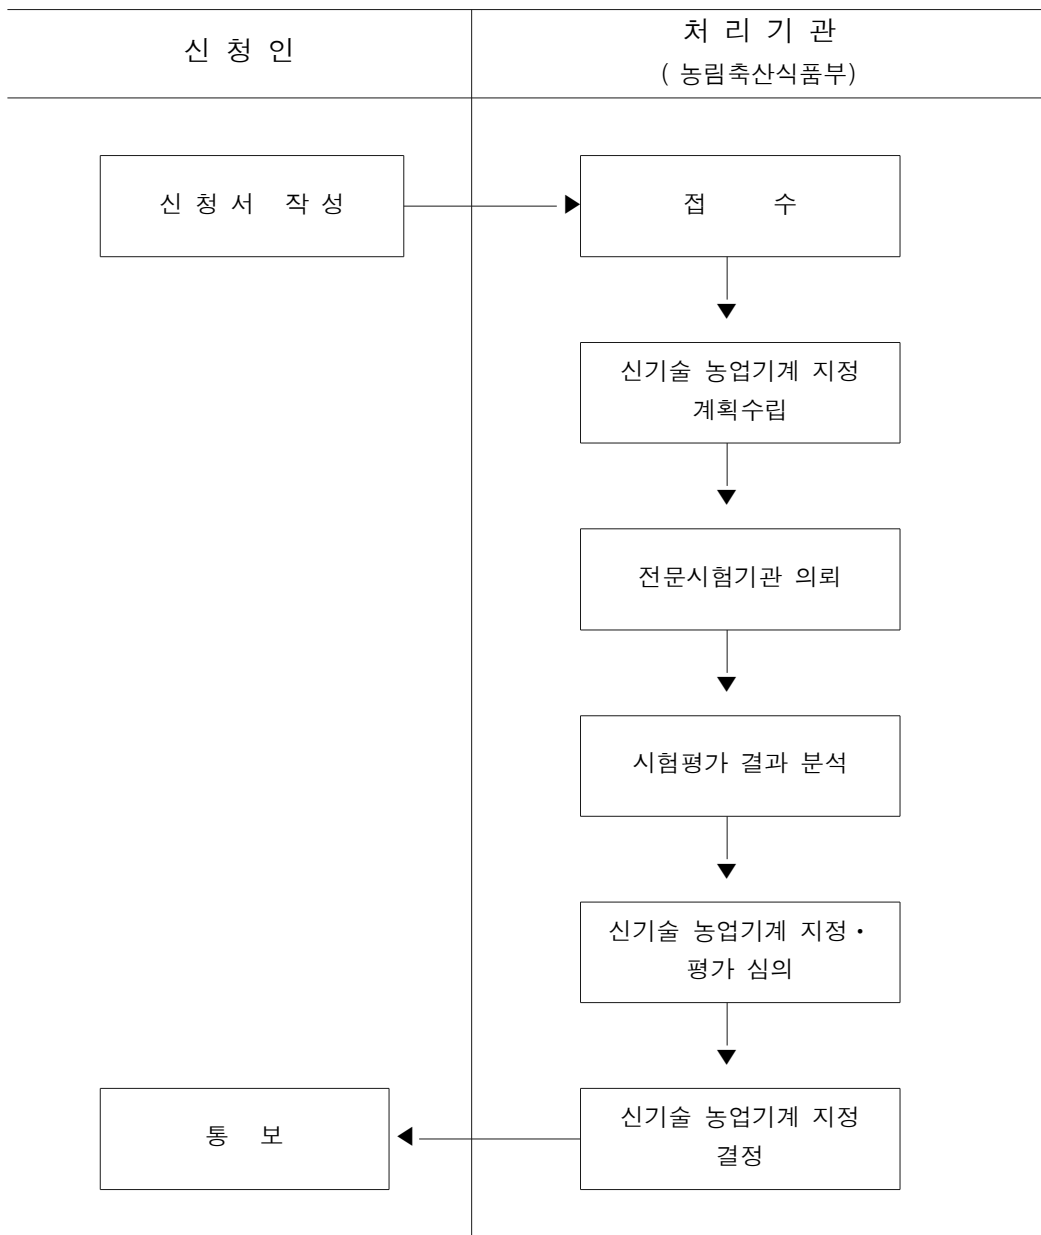 신 청 인
처 리 기 관
( 농림축산식품부)
신 청 서 작 성
접 수
신기술 농업기계 지정
계획수립
전문시험기관 의뢰
시험평가 결과 분석
신기술 농업기계 지정・
평가 심의
신기술 농업기계 지정
결정
통 보